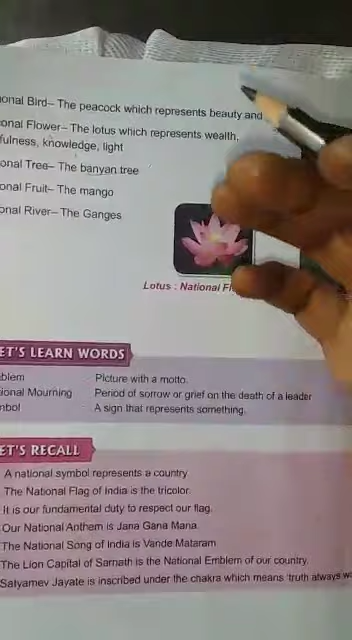 onal Bird– The peacock which represents beauty and
onal Flower– The lotus which represents wealth,
fulness, knowledge, light
onal Tree– The banyan tree
onal Fruit– The mango
onal River– The Ganges
Lotus : National Fl
ET'S LEARN WORDS
blem : Picture with a motto.
ional Mourning : Period of sorrow or grief on the death of a leader
mbol : A sign that represents something.
ET'S RECALL
A national symbol represents a country.
The National Flag of India is the tricolor.
It is our fundamental duty to respect our flag.
Our National Anthem is Jana Gana Mana.
The National Song of India is Vande Mataram
The Lion Capital of Sarnath is the National Emblem of our country.
Satyamev Jayate is inscribed under the chakra which means 'truth always w